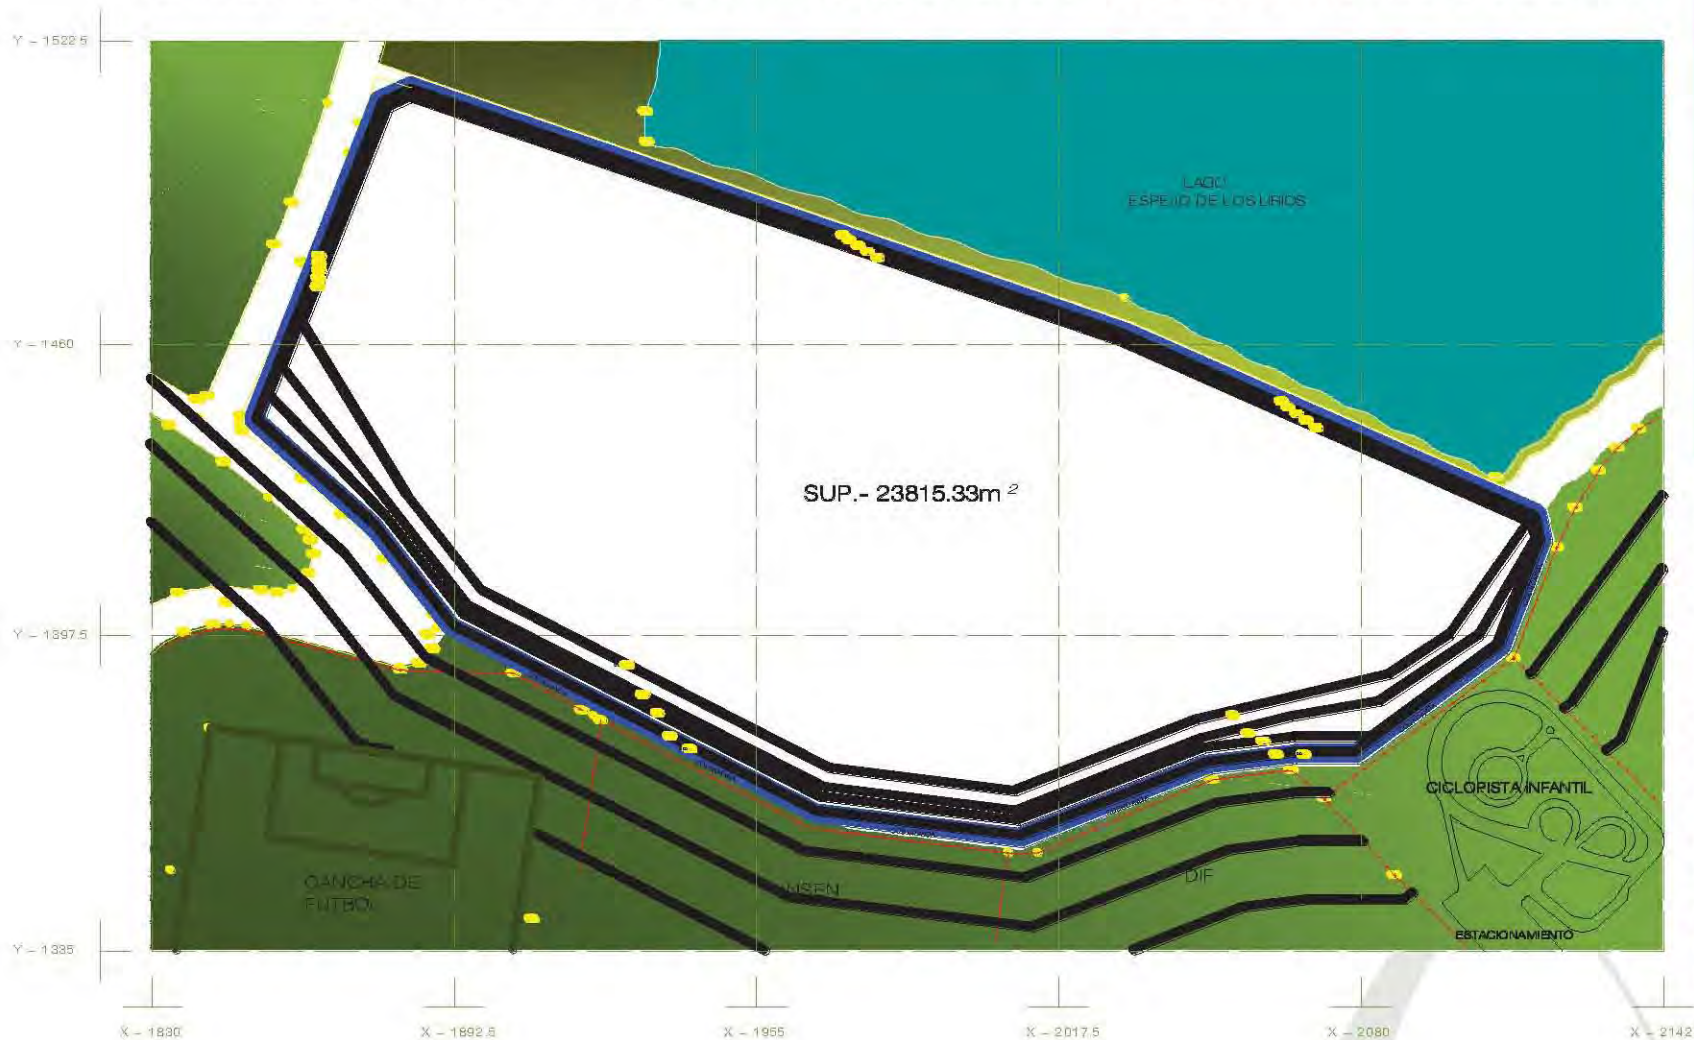 Y - 1522.5
LAGO
ESPEJO DE LOS LIRIOS
Y - 1460
SUP.- 23815.33m 2
Y - 1397.5
CICLOPISTA INFANTIL
CANCHA DE
FUTBOL
DIF
ESTACIONAMIENTO
Y - 1335
X - 1830
X - 1892.5
X - 1955
X - 2017.5
X - 2080
X - 2142